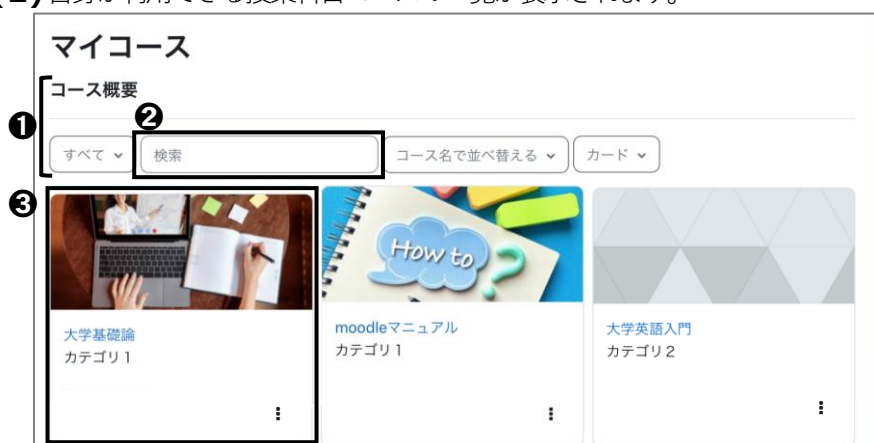 マイコース
コース概要
❶
❷
すべて
検索
コース名で並べ替える
カード
❸
How to ?
大学基礎論
カテゴリ 1
moodleマニュアル
カテゴリ 1
大学英語入門
カテゴリ 2